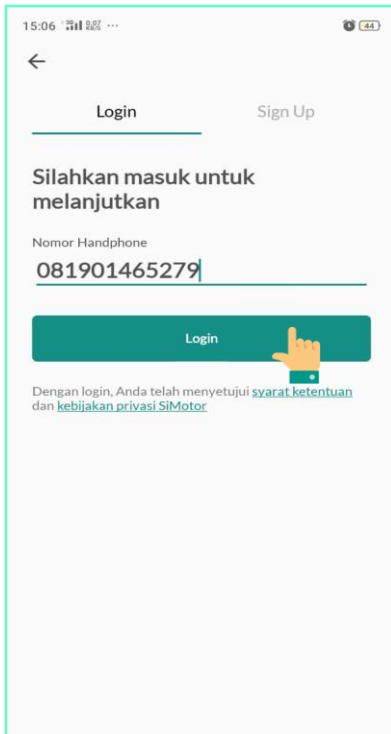 15:06 ...
44
Login Sign Up
Silahkan masuk untuk
melanjutkan
Nomor Handphone
081901465279
Login
Dengan login, Anda telah menyetujui syarat ketentuan
dan kebijakan privasi SiMotor